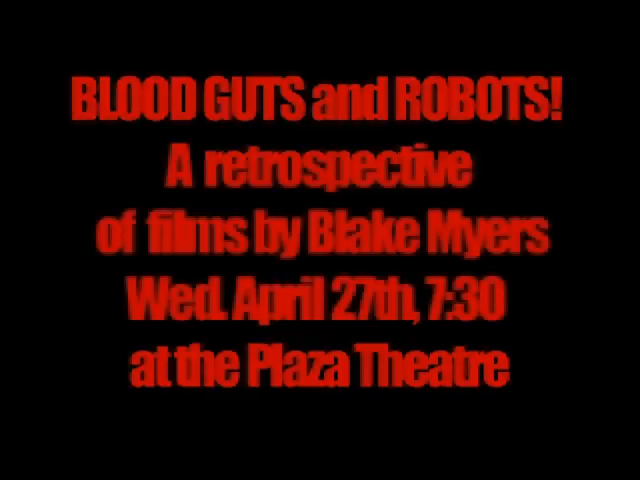 BLOOD GUTS and ROBOTS!
A retrospective
of films by Blake Myers
Wed. April 27th, 7:30
at the Plaza Theatre